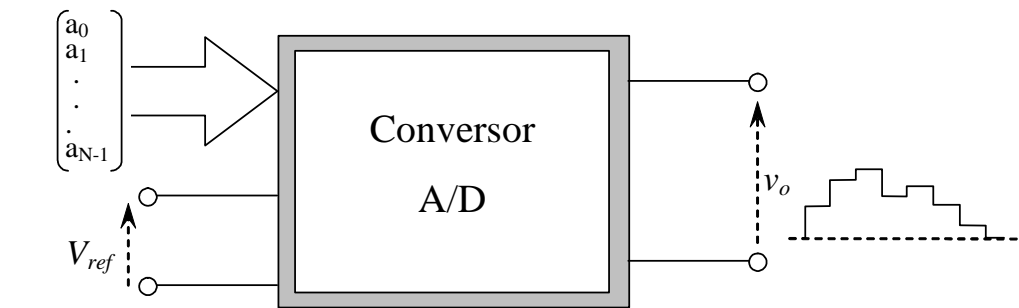 a0
a1
.
.
.
aN-1
Conversor
A/D
Vref
vo